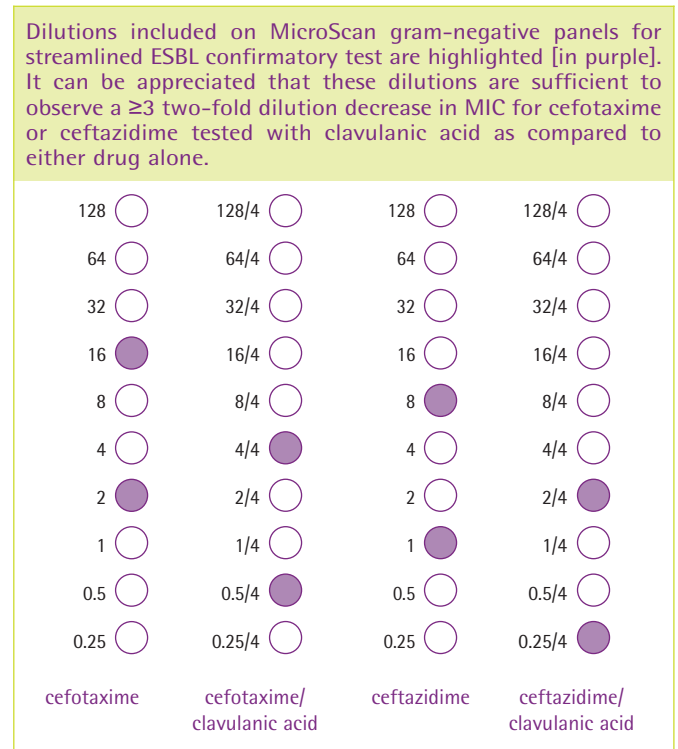 Dilutions included on MicroScan gram-negative panels for
streamlined ESBL confirmatory test are highlighted [in purple].
It can be appreciated that these dilutions are sufficient to
observe a ≥3 two-fold dilution decrease in MIC for cefotaxime
or ceftazidime tested with clavulanic acid as compared to
either drug alone.
128 128/4 128 128/4
64 64/4 64 64/4
32 32/4 32 32/4
16 16/4 16 16/4
8 8/4 8 8/4
4 4/4 4 4/4
2 2/4 2 2/4
1 1/4 1 1/4
0.5 0.5/4 0.5 0.5/4
0.25 0.25/4 0.25 0.25/4
cefotaxime cefotaxime/ ceftazidime ceftazidime/
clavulanic acid clavulanic acid